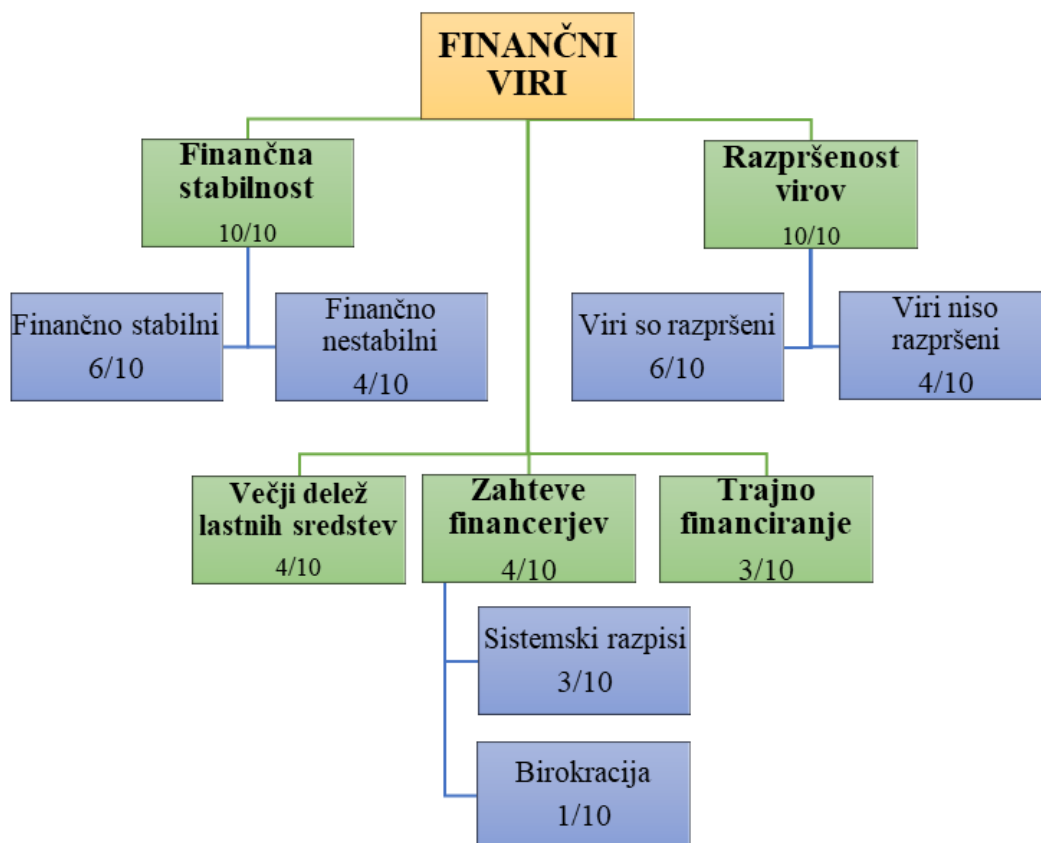 FINANČNI
VIRI
Finančna
stabilnost
10/10
Razpršenost
virov
10/10
Finančno stabilni
6/10
Finančno
nestabilni
4/10
Viri so razpršeni
6/10
Viri niso
razpršeni
4/10
Večji delež
lastnih sredstev
4/10
Zahteve
financerjev
4/10
Trajno
financiranje
3/10
Sistemski razpisi
3/10
Birokracija
1/10